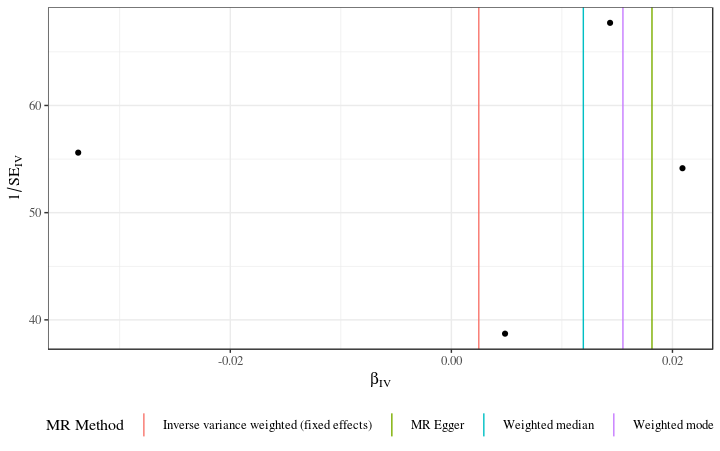 60
50
40
1/SE_IV
-0.02 0.00 0.02
β_IV
MR Method Inverse variance weighted (fixed effects) MR Egger Weighted median Weighted mode